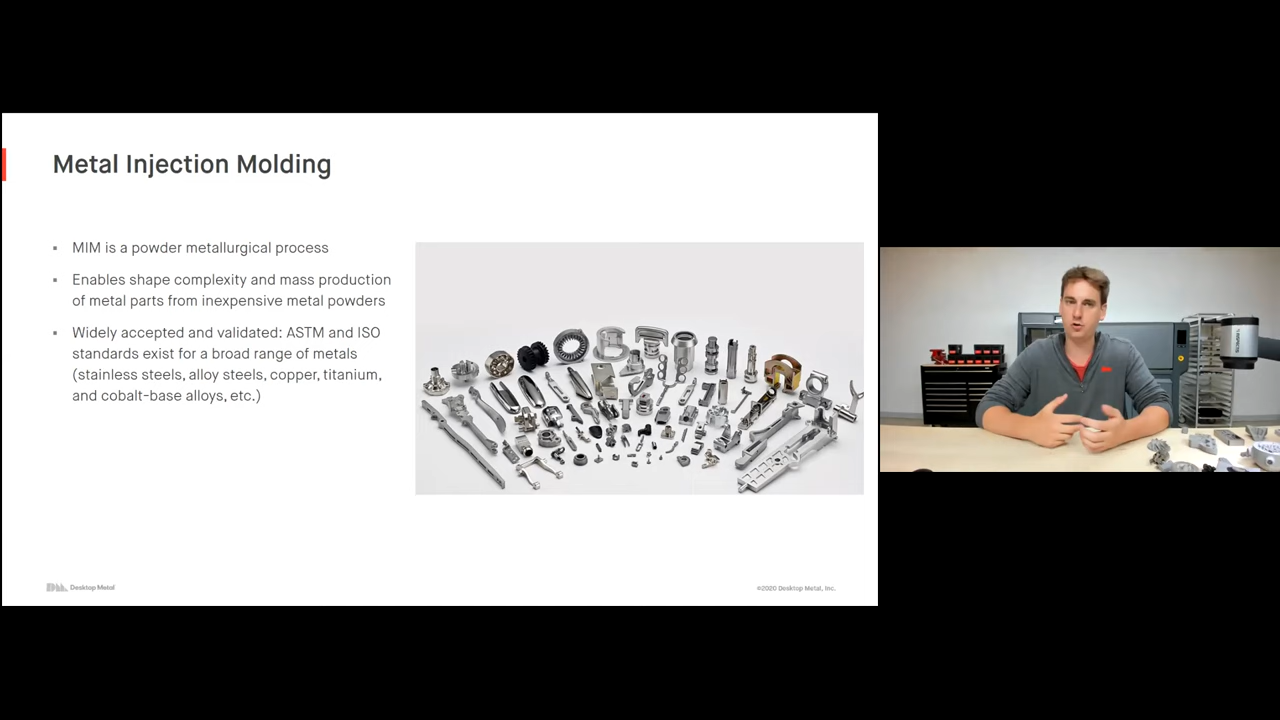 Metal Injection Molding
▪ MIM is a powder metallurgical process
▪ Enables shape complexity and mass production
of metal parts from inexpensive metal powders
▪ Widely accepted and validated: ASTM and ISO
standards exist for a broad range of metals
(stainless steels, alloy steels, copper, titanium,
and cobalt-base alloys, etc.)
DM Desktop Metal
©2020 Desktop Metal, Inc.